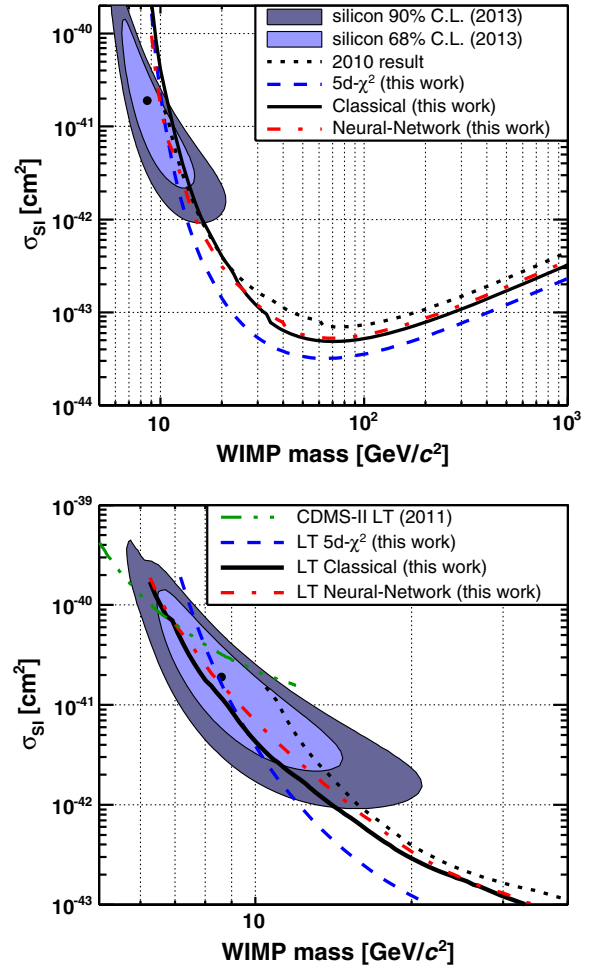 silicon 90% C.L. (2013)
silicon 68% C.L. (2013)
2010 result
5d-χ² (this work)
Classical (this work)
Neural-Network (this work)
10⁻⁴⁰
10⁻⁴¹
10⁻⁴²
10⁻⁴³
10⁻⁴⁴
σSI [cm²]
10
10²
10³
WIMP mass [GeV/c²]
CDMS-II LT (2011)
LT 5d-χ² (this work)
LT Classical (this work)
LT Neural-Network (this work)
10⁻³⁹
10⁻⁴⁰
10⁻⁴¹
10⁻⁴²
10⁻⁴³
σSI [cm²]
10
WIMP mass [GeV/c²]